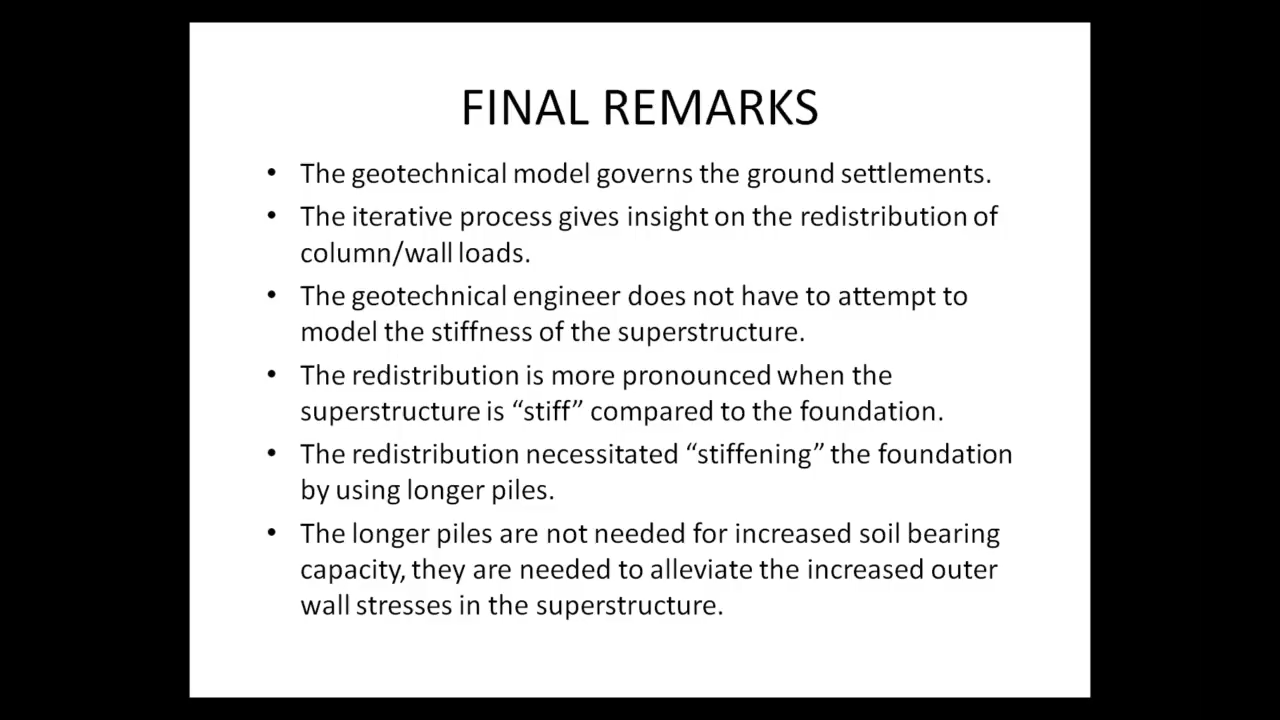 FINAL REMARKS
• The geotechnical model governs the ground settlements.
• The iterative process gives insight on the redistribution of
column/wall loads.
• The geotechnical engineer does not have to attempt to
model the stiffness of the superstructure.
• The redistribution is more pronounced when the
superstructure is “stiff” compared to the foundation.
• The redistribution necessitated “stiffening” the foundation
by using longer piles.
• The longer piles are not needed for increased soil bearing
capacity, they are needed to alleviate the increased outer
wall stresses in the superstructure.